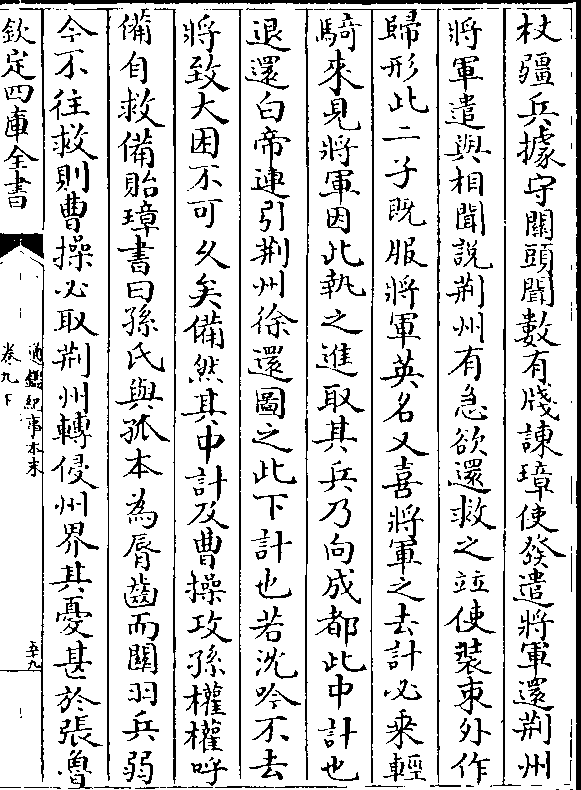 杖彊兵據守關頭聞數有牋諫璋使發遣將軍還荆州
將軍遣與相聞說荆州有急欲還救之並使裝束外作
歸形此二子既服將軍英名又喜將軍之去計必乘輕
騎來見將軍因此執之進取其兵乃向成都此中計也
退還白帝連引荆州徐還圖之此下計也若沈吟不去
將致大困不可久矣備然其中計及曹操攻孫權權呼
備自救備貽璋書曰孫氏與孤本為脣齒而關羽兵弱
今不往救則曹操必取荆州轉侵州界其憂甚於張魯
欽定四庫全書
通鑑紀事本末
卷九下
五九